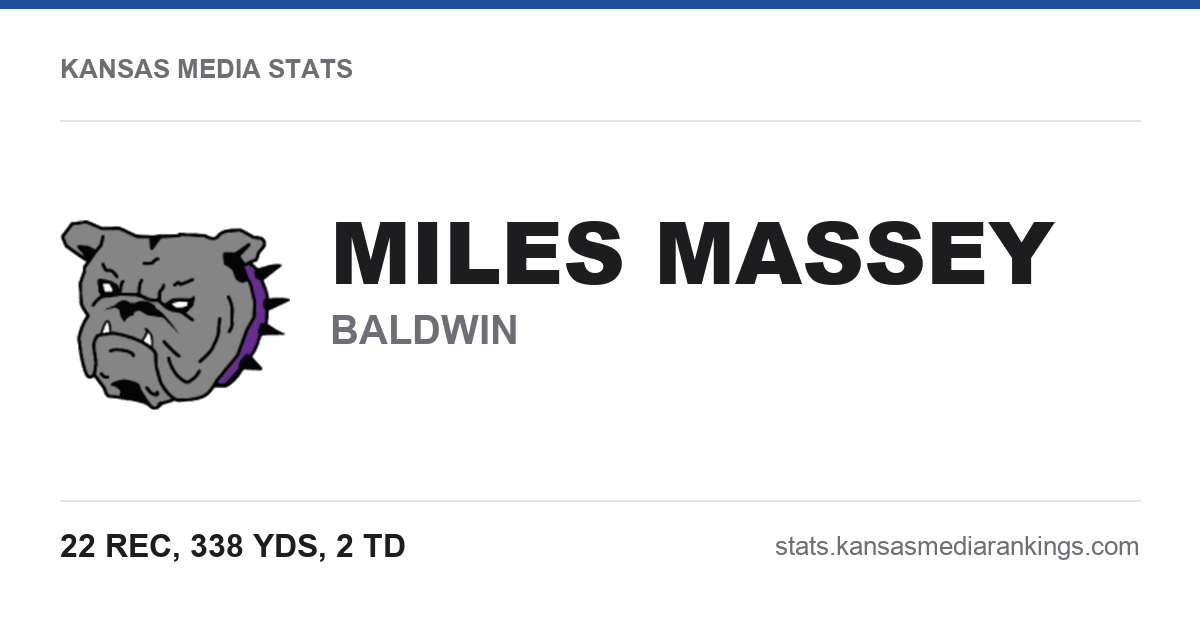 KANSAS MEDIA STATS
MILES MASSEY
BALDWIN
22 REC, 338 YDS, 2 TD
stats.kansasmediarankings.com